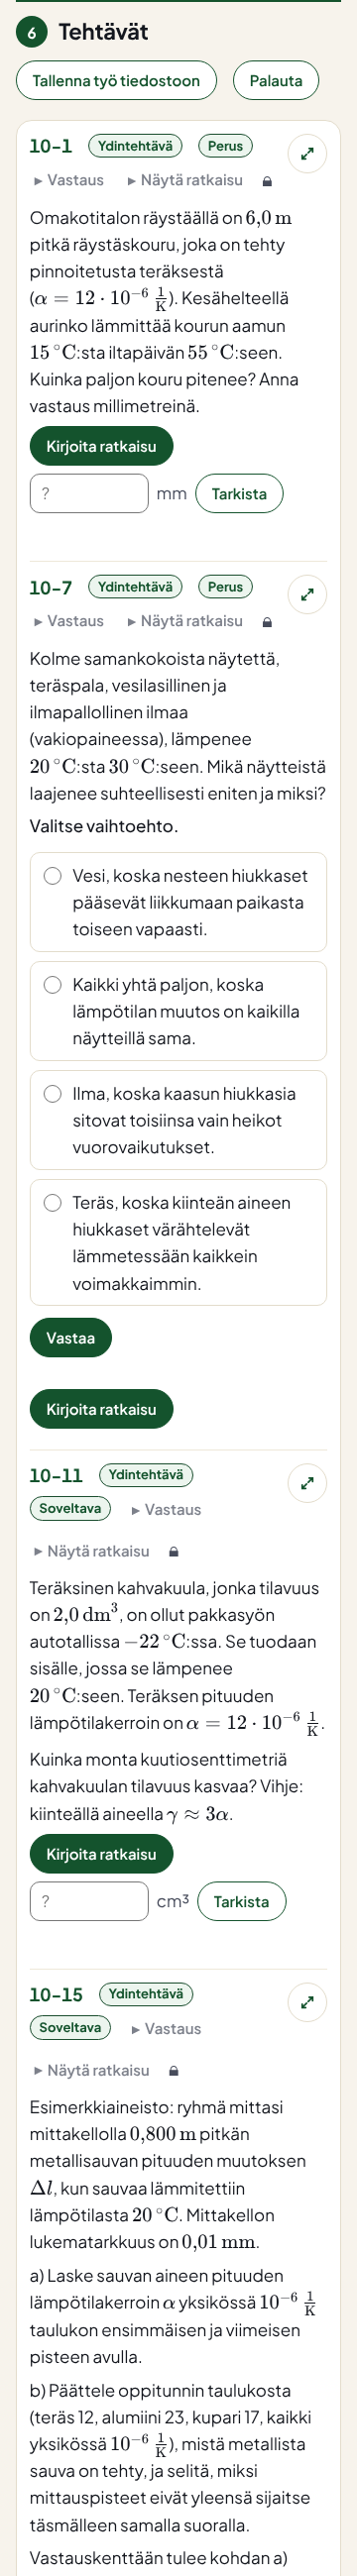 6 Tehtävät
Tallenna työ tiedostoon Palauta
10-1 Ydintehtävä Perus
▸ Vastaus ▸ Näytä ratkaisu
Omakotitalon räystäällä on 6,0 m
pitkä räystäskouru, joka on tehty
pinnoitetusta teräksestä
(α = 12 · 10⁻⁶ 1/K). Kesähelteellä
aurinko lämmittää kourun aamun
15 °C:sta iltapäivän 55 °C:seen.
Kuinka paljon kouru pitenee? Anna
vastaus millimetreinä.
Kirjoita ratkaisu
? mm Tarkista
10-7 Ydintehtävä Perus
▸ Vastaus ▸ Näytä ratkaisu
Kolme samankokoista näytettä,
teräspala, vesilasillinen ja
ilmapallollinen ilmaa
(vakiopaineessa), lämpenee
20 °C:sta 30 °C:seen. Mikä näytteistä
laajenee suhteellisesti eniten ja miksi?
Valitse vaihtoehto.
Vesi, koska nesteen hiukkaset
pääsevät liikkumaan paikasta
toiseen vapaasti.
Kaikki yhtä paljon, koska
lämpötilan muutos on kaikilla
näytteillä sama.
Ilma, koska kaasun hiukkasia
sitovat toisiinsa vain heikot
vuorovaikutukset.
Teräs, koska kiinteän aineen
hiukkaset värähtelevät
lämmetessään kaikkein
voimakkaimmin.
Vastaa
Kirjoita ratkaisu
10-11 Ydintehtävä
Soveltava ▸ Vastaus
▸ Näytä ratkaisu
Teräksinen kahvakuula, jonka tilavuus
on 2,0 dm³, on ollut pakkasyön
autotallissa −22 °C:ssa. Se tuodaan
sisälle, jossa se lämpenee
20 °C:seen. Teräksen pituuden
lämpötilakerroin on α = 12 · 10⁻⁶ 1/K.
Kuinka monta kuutiosenttimetriä
kahvakuulan tilavuus kasvaa? Vihje:
kiinteällä aineella γ ≈ 3α.
Kirjoita ratkaisu
? cm³ Tarkista
10-15 Ydintehtävä
Soveltava ▸ Vastaus
▸ Näytä ratkaisu
Esimerkkiaineisto: ryhmä mittasi
mittakellolla 0,800 m pitkän
metallisauvan pituuden muutoksen
Δl, kun sauvaa lämmitettiin
lämpötilasta 20 °C. Mittakellon
lukematarkkuus on 0,01 mm.
a) Laske sauvan aineen pituuden
lämpötilakerroin α yksikössä 10⁻⁶ 1/K
taulukon ensimmäisen ja viimeisen
pisteen avulla.
b) Päättele oppitunnin taulukosta
(teräs 12, alumiini 23, kupari 17, kaikki
yksikössä 10⁻⁶ 1/K), mistä metallista
sauva on tehty, ja selitä, miksi
mittauspisteet eivät yleensä sijaitse
täsmälleen samalla suoralla.
Vastauskenttään tulee kohdan a)